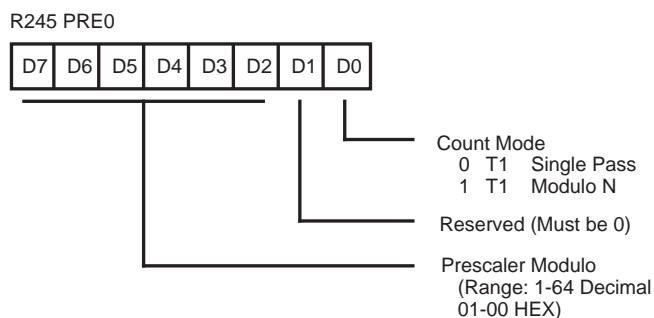 R245 PRE0
D7 D6 D5 D4 D3 D2 D1 D0
Count Mode
0 T1 Single Pass
1 T1 Modulo N
Reserved (Must be 0)
Prescaler Modulo
(Range: 1-64 Decimal
01-00 HEX)